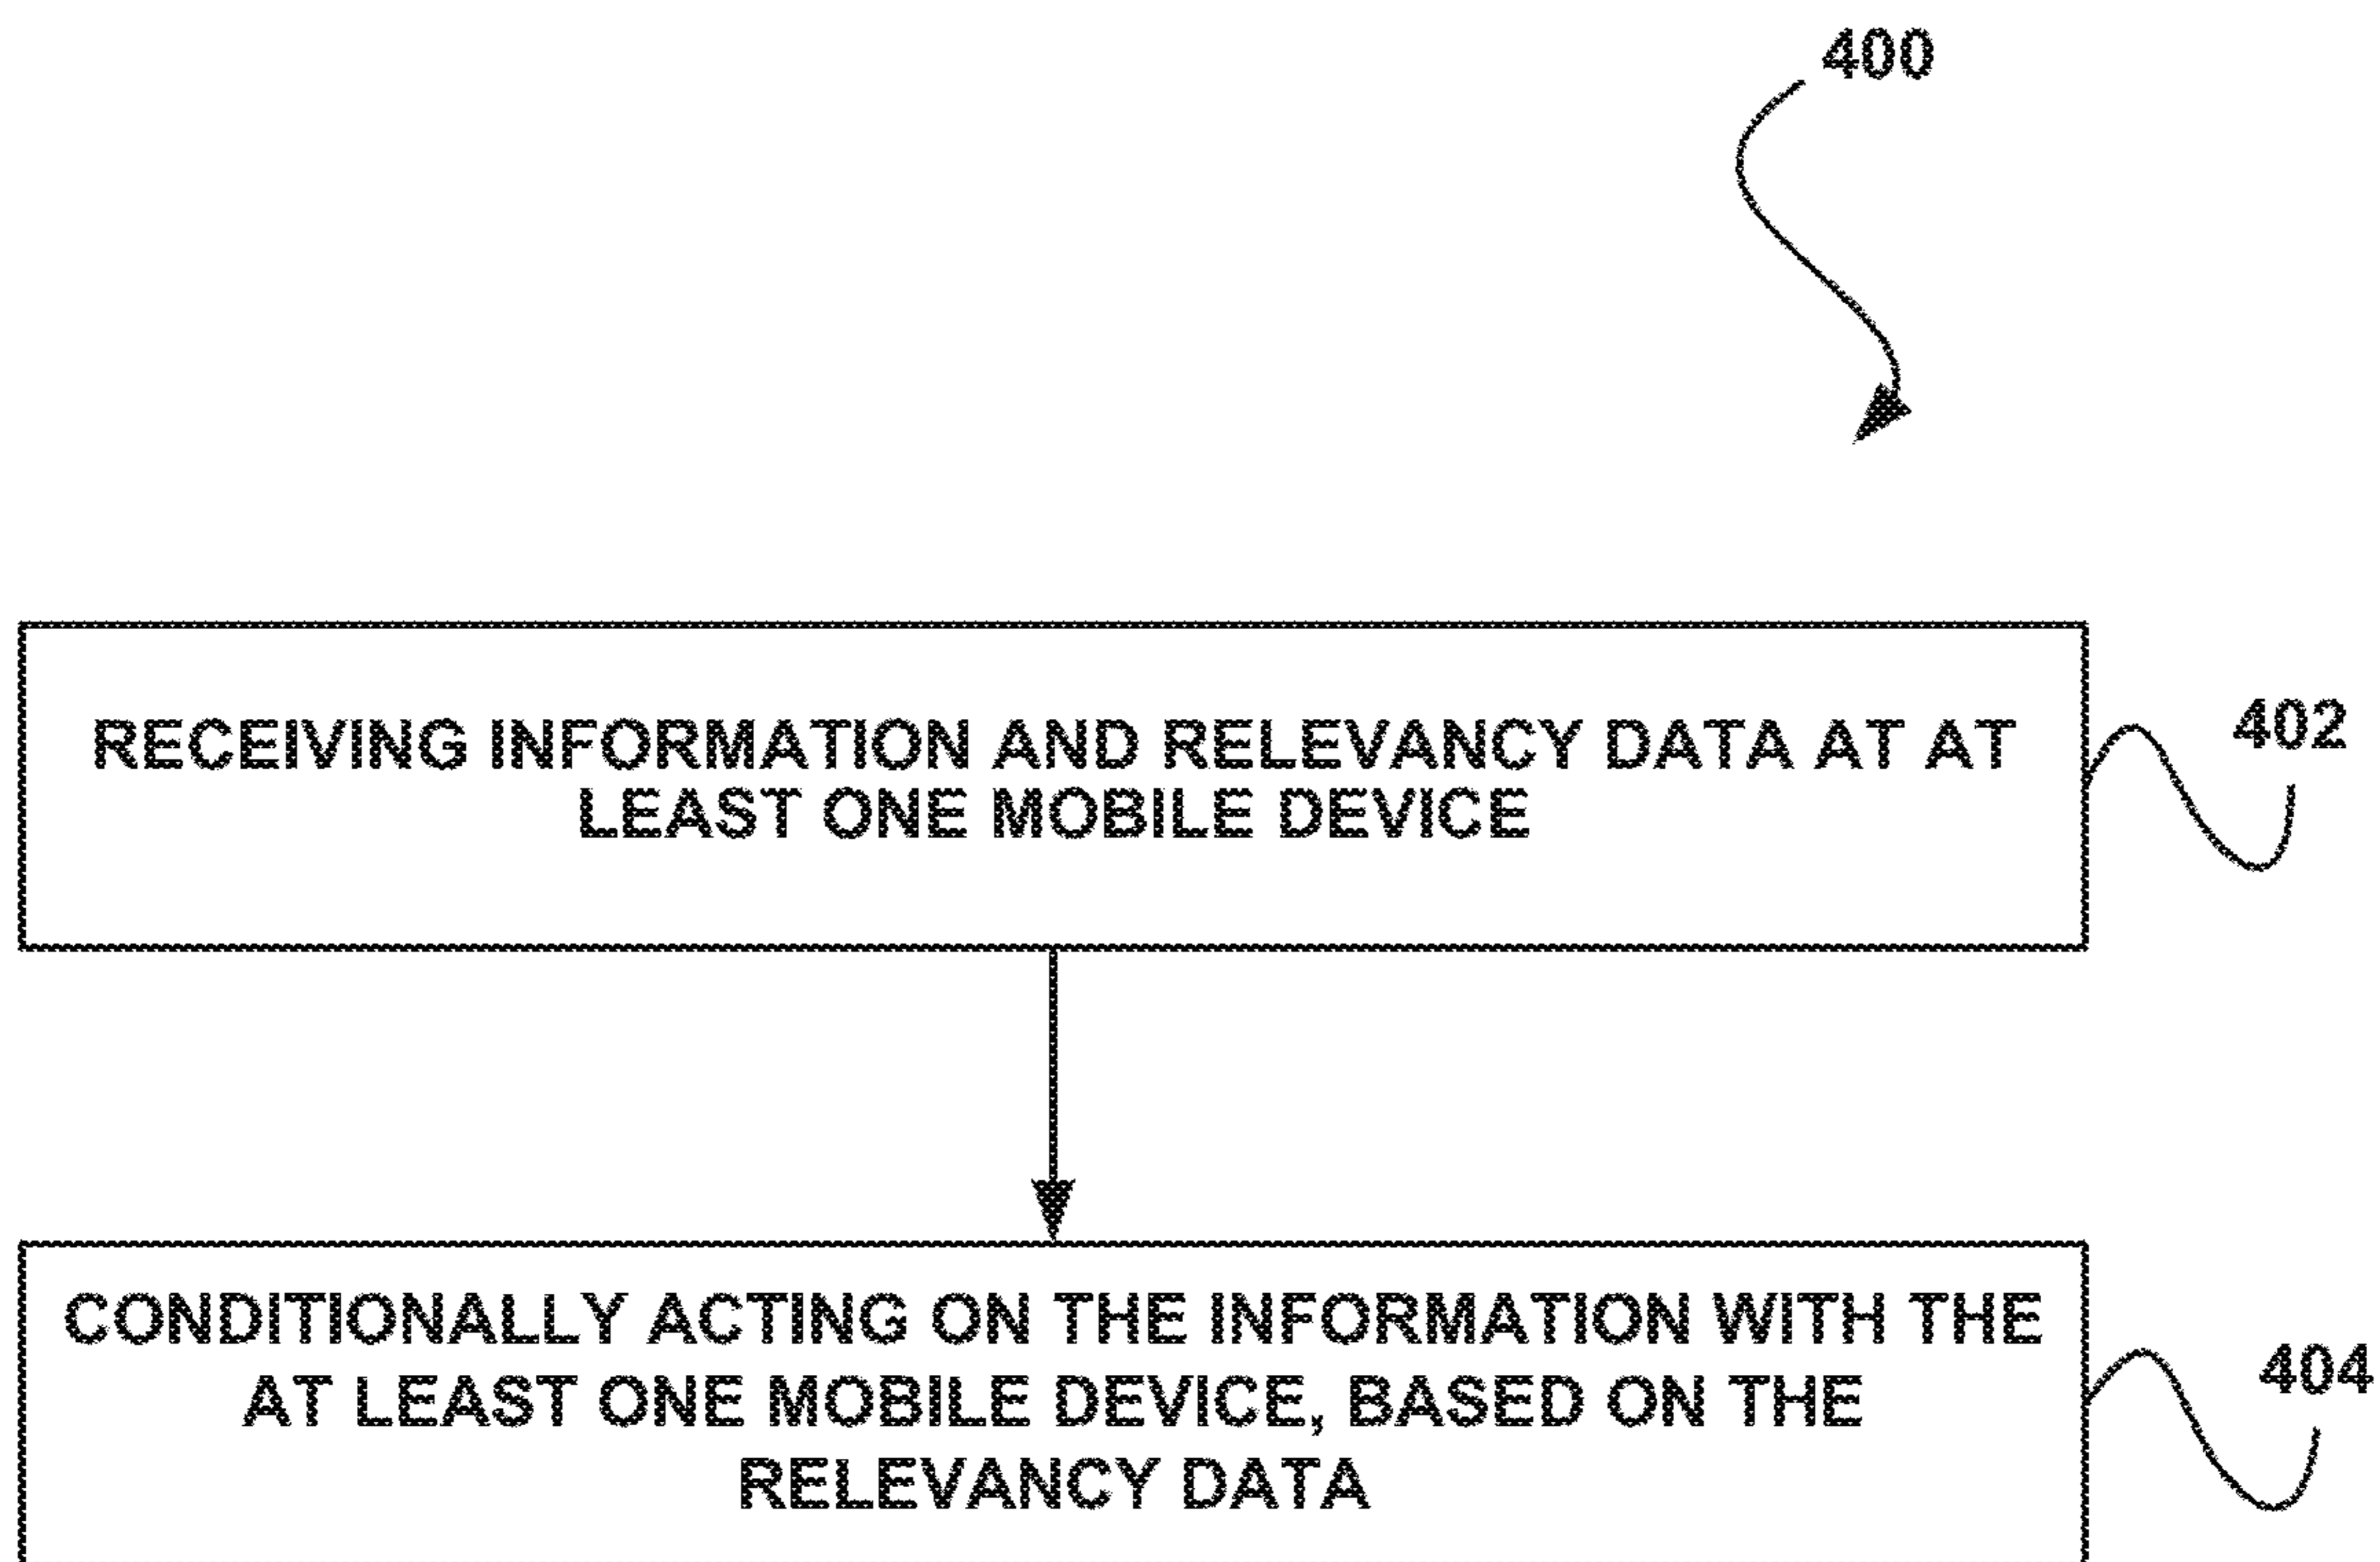 400
RECEIVING INFORMATION AND RELEVANCY DATA AT AT
LEAST ONE MOBILE DEVICE
402
CONDITIONALLY ACTING ON THE INFORMATION WITH THE
AT LEAST ONE MOBILE DEVICE, BASED ON THE
RELEVANCY DATA
404